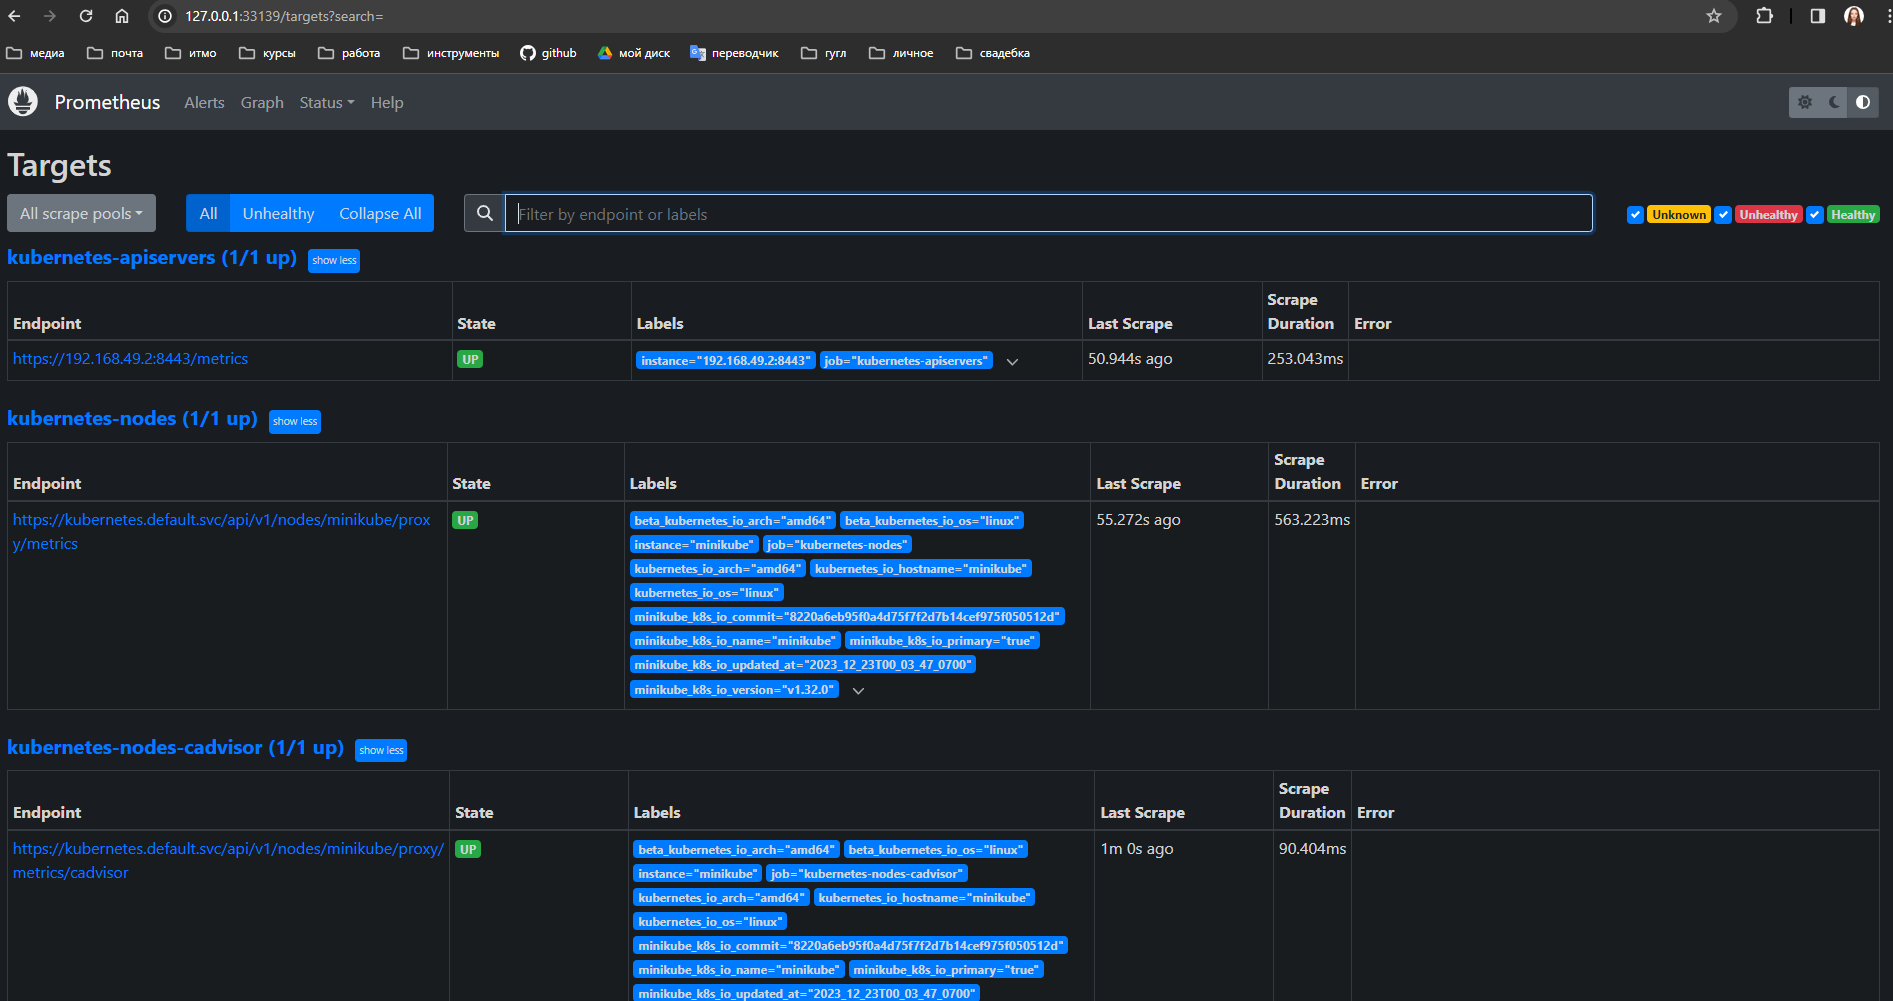 127.0.0.1:33139/targets?search=
медиа почта итмо курсы работа инструменты github мой диск переводчик гугл личное свадебка
Prometheus Alerts Graph Status Help
Targets
All scrape pools All Unhealthy Collapse All Filter by endpoint or labels Unknown Unhealthy Healthy
kubernetes-apiservers (1/1 up) show less
Endpoint State Labels Last Scrape Scrape Duration Error
https://192.168.49.2:8443/metrics UP instance="192.168.49.2:8443" job="kubernetes-apiservers" 50.944s ago 253.043ms
kubernetes-nodes (1/1 up) show less
Endpoint State Labels Last Scrape Scrape Duration Error
https://kubernetes.default.svc/api/v1/nodes/minikube/prox UP beta_kubernetes_io_arch="amd64" beta_kubernetes_io_os="linux" 55.272s ago 563.223ms
y/metrics instance="minikube" job="kubernetes-nodes"
kubernetes_io_arch="amd64" kubernetes_io_hostname="minikube"
kubernetes_io_os="linux"
minikube_k8s_io_commit="8220a6eb95f0a4d75f7f2d7b14cef975f050512d"
minikube_k8s_io_name="minikube" minikube_k8s_io_primary="true"
minikube_k8s_io_updated_at="2023_12_23T00_03_47_0700"
minikube_k8s_io_version="v1.32.0"
kubernetes-nodes-cadvisor (1/1 up) show less
Endpoint State Labels Last Scrape Scrape Duration Error
https://kubernetes.default.svc/api/v1/nodes/minikube/proxy/ UP beta_kubernetes_io_arch="amd64" beta_kubernetes_io_os="linux" 1m 0s ago 90.404ms
metrics/cadvisor instance="minikube" job="kubernetes-nodes-cadvisor"
kubernetes_io_arch="amd64" kubernetes_io_hostname="minikube"
kubernetes_io_os="linux"
minikube_k8s_io_commit="8220a6eb95f0a4d75f7f2d7b14cef975f050512d"
minikube_k8s_io_name="minikube" minikube_k8s_io_primary="true"
minikube_k8s_io_updated_at="2023_12_23T00_03_47_0700"